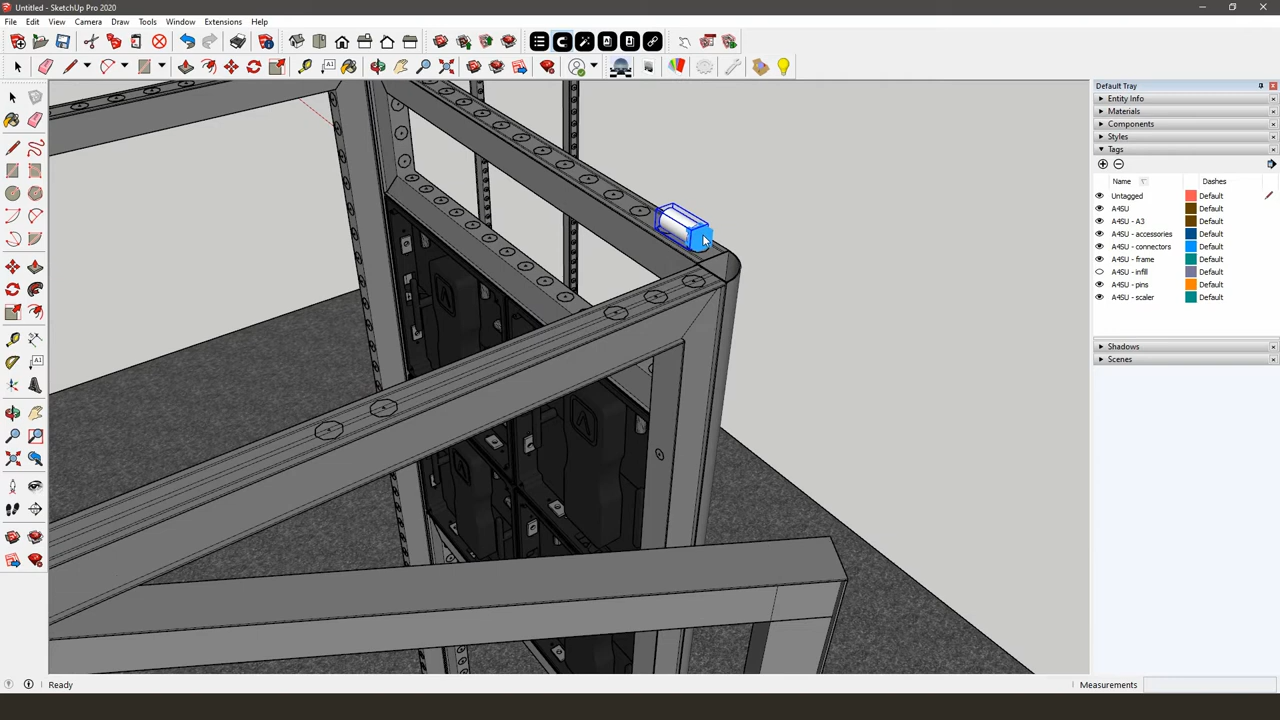 Untitled - SketchUp Pro 2020
File Edit View Camera Draw Tools Window Extensions Help
Default Tray
Entity Info
Materials
Components
Styles
Tags
Name Dashes
Untagged Default
A4SU Default
A4SU - A3 Default
A4SU - accessories Default
A4SU - connectors Default
A4SU - frame Default
A4SU - infill Default
A4SU - pins Default
A4SU - scaler Default
Shadows
Scenes
Ready
Measurements